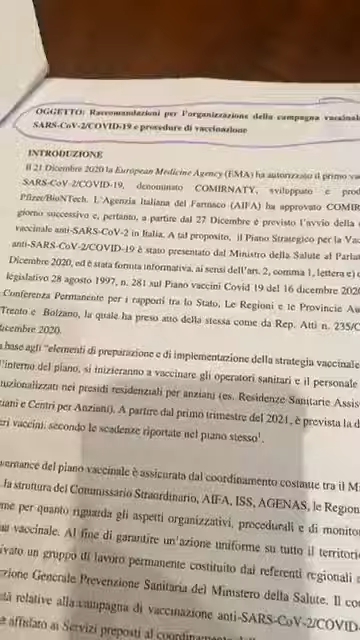 OGGETTO: Raccomandazioni per l'organizzazione della campagna vaccinale
SARS-CoV-2/COVID-19 e procedure di vaccinazione
INTRODUZIONE
Il 21 Dicembre 2020 la European Medicine Agency (EMA) ha autorizzato il primo va
SARS-CoV-2/COVID-19, denominato COMIRNATY, sviluppato e prod
Pfizer/BioNTech. L'Agenzia Italiana del Farmaco (AIFA) ha approvato COMIR
giorno successivo e, pertanto, a partire dal 27 Dicembre è previsto l'avvio della
vaccinale anti-SARS-CoV-2 in Italia. A tal proposito, il Piano Strategico per la Va
anti-SARS-CoV-2/COVID-19 è stato presentato dal Ministro della Salute al Parla
Dicembre 2020, ed è stata fornita informativa, ai sensi dell'art. 2, comma 1, lettera e)
legislativo 28 agosto 1997, n. 281 sul Piano vaccini Covid 19 del 16 dicembre 202
Conferenza Permanente per i rapporti tra lo Stato, Le Regioni e le Provincie Au
Trento e Bolzano, la quale ha preso atto della stessa come da Rep. Atti n. 235/C
dicembre 2020.
base agli "elementi di preparazione e di implementazione della strategia vaccinale
l'interno del piano, si inizieranno a vaccinare gli operatori sanitari e il personale
tuzionalizzati nei presidi residenziali per anziani (es. Residenze Sanitarie Assis
iani e Centri per Anziani). A partire dal primo trimestre del 2021, è prevista la d
ri vaccini, secondo le scadenze riportate nel piano stesso¹.
vernance del piano vaccinale è assicurata dal coordinamento costante tra il Mi
la struttura del Commissario Straordinario, AIFA, ISS, AGENAS, le Region
me per quanto riguarda gli aspetti organizzativi, procedurali e di monitor
na vaccinale. Al fine di garantire un'azione uniforme su tutto il territorio
ivato un gruppo di lavoro permanente costituito dai referenti regionali
zione Generale Prevenzione Sanitaria del Ministero della Salute. Il co
tà relative alla campagna di vaccinazione anti-SARS-CoV-2/COVID-
è affidato ai Servizi preposti al coordinamento